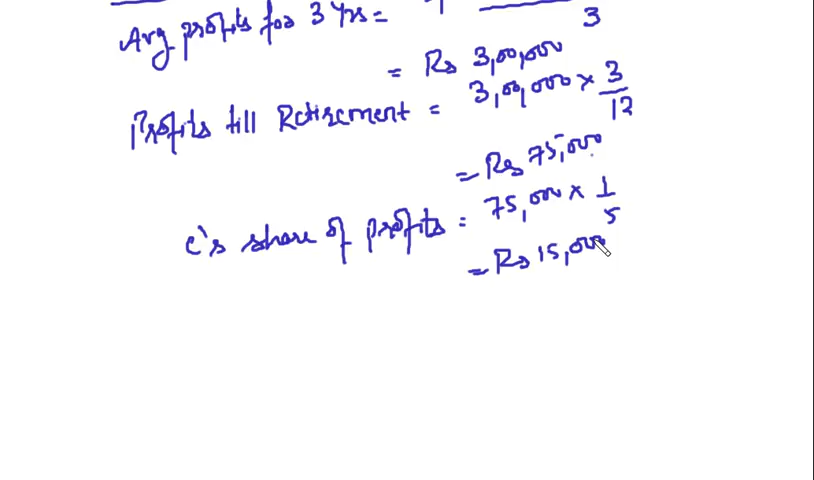 Avg profits for 3 Yrs =
3
= Rs 3,00,000
Profits till Retirement = 3,00,000 × 3/12
= Rs 75,000
C's share of profits = 75,000 × 1/5
= Rs 15,000